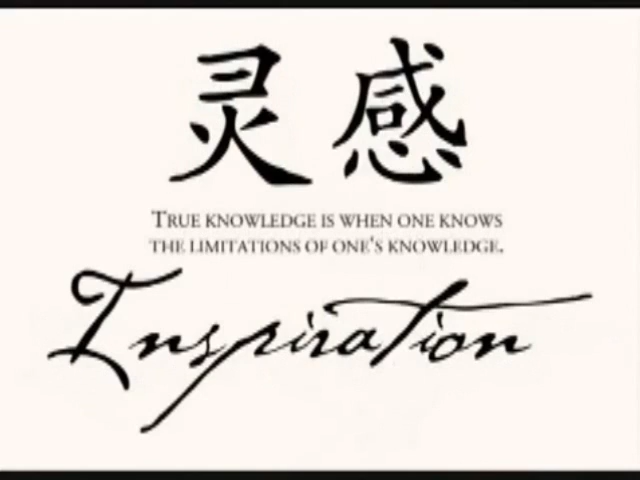 灵感
TRUE KNOWLEDGE IS WHEN ONE KNOWS
THE LIMITATIONS OF ONE'S KNOWLEDGE.
Inspiration